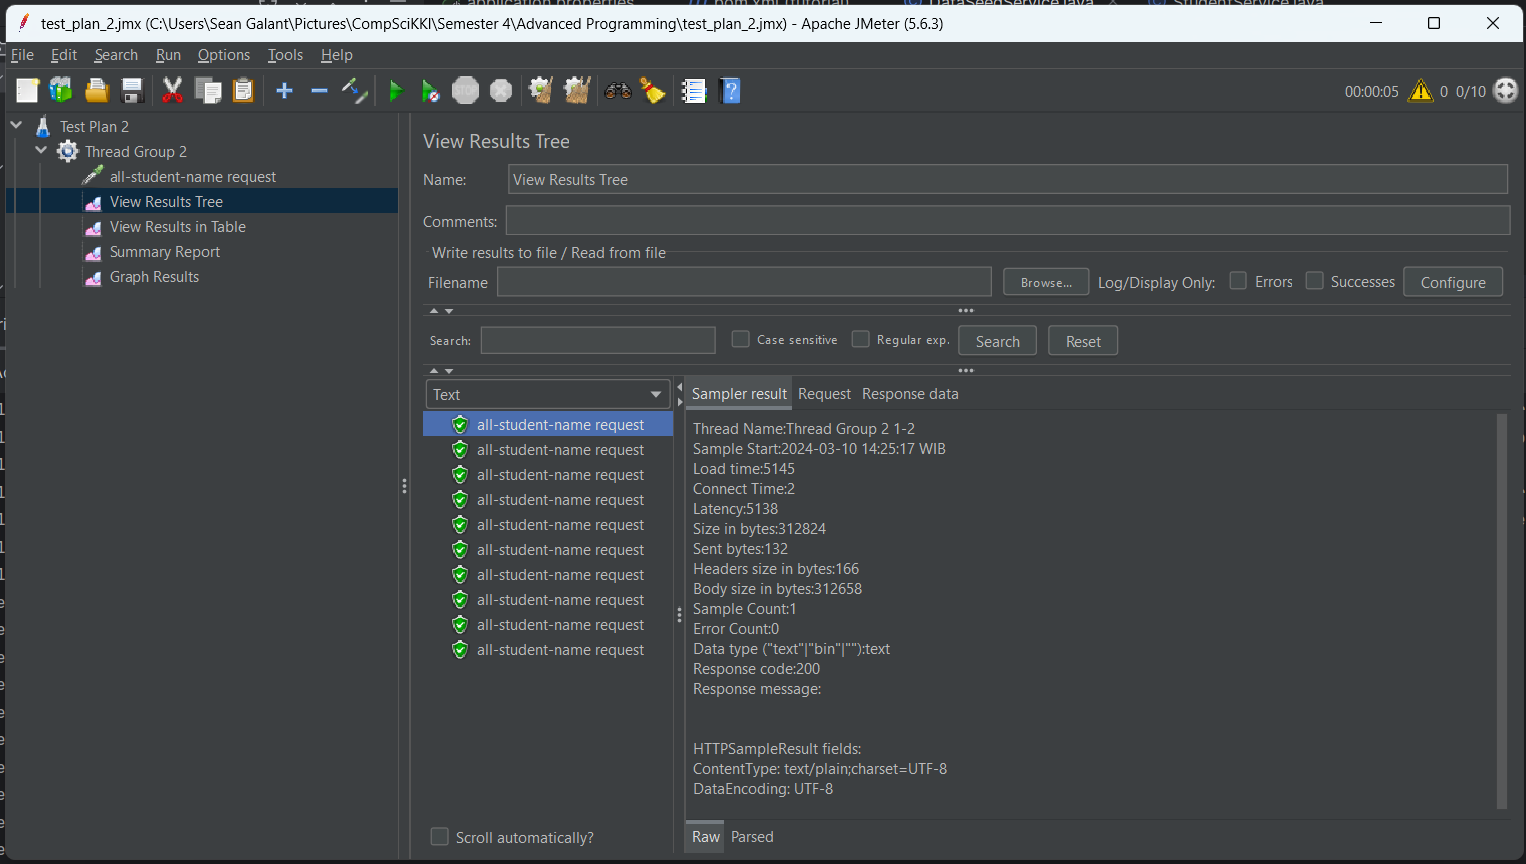 application.properties
pom.xml (tutorial
DataSeedService.java
StudentService.java
test_plan_2.jmx (C:\Users\Sean Galant\Pictures\CompSciKKI\Semester 4\Advanced Programming\test_plan_2.jmx) - Apache JMeter (5.6.3)
File Edit Search Run Options Tools Help
STOP
00:00:05 0 0/10
Test Plan 2
Thread Group 2
all-student-name request
View Results Tree
View Results in Table
Summary Report
Graph Results
View Results Tree
Name: View Results Tree
Comments:
Write results to file / Read from file
Filename Browse... Log/Display Only: Errors Successes Configure
Search: Case sensitive Regular exp. Search Reset
Text
all-student-name request
all-student-name request
all-student-name request
all-student-name request
all-student-name request
all-student-name request
all-student-name request
all-student-name request
all-student-name request
all-student-name request
Scroll automatically?
Sampler result Request Response data
Thread Name:Thread Group 2 1-2
Sample Start:2024-03-10 14:25:17 WIB
Load time:5145
Connect Time:2
Latency:5138
Size in bytes:312824
Sent bytes:132
Headers size in bytes:166
Body size in bytes:312658
Sample Count:1
Error Count:0
Data type ("text"|"bin"|""):text
Response code:200
Response message:
HTTPSampleResult fields:
ContentType: text/plain;charset=UTF-8
DataEncoding: UTF-8
Raw Parsed